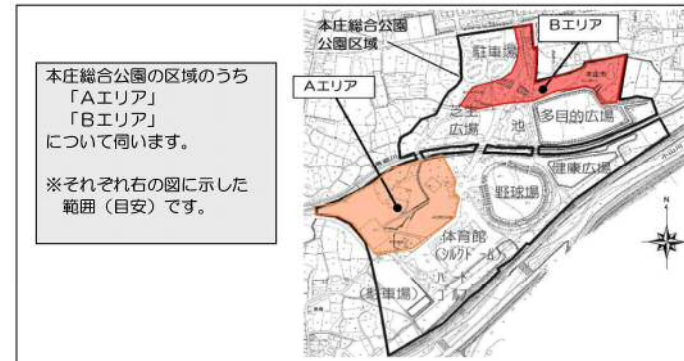 本庄総合公園の区域のうち
「Aエリア」
「Bエリア」
について伺います。
※それぞれ右の図に示した
範囲（目安）です。
本庄総合公園
公園区域
駐車場
Bエリア
Aエリア
芝生
広場
池
多目的広場
健康広場
小山川
野球場
体育館
（シルクドーム）
（駐車場）
N